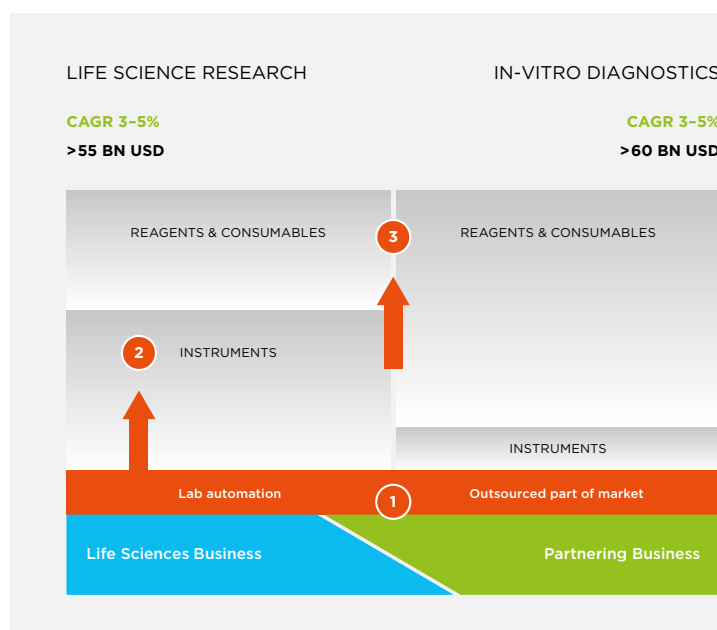 LIFE SCIENCE RESEARCH
IN-VITRO DIAGNOSTICS
CAGR 3–5%
CAGR 3–5%
>55 BN USD
>60 BN USD
REAGENTS & CONSUMABLES
3
REAGENTS & CONSUMABLES
2
INSTRUMENTS
INSTRUMENTS
Lab automation
1
Outsourced part of market
Life Sciences Business
Partnering Business